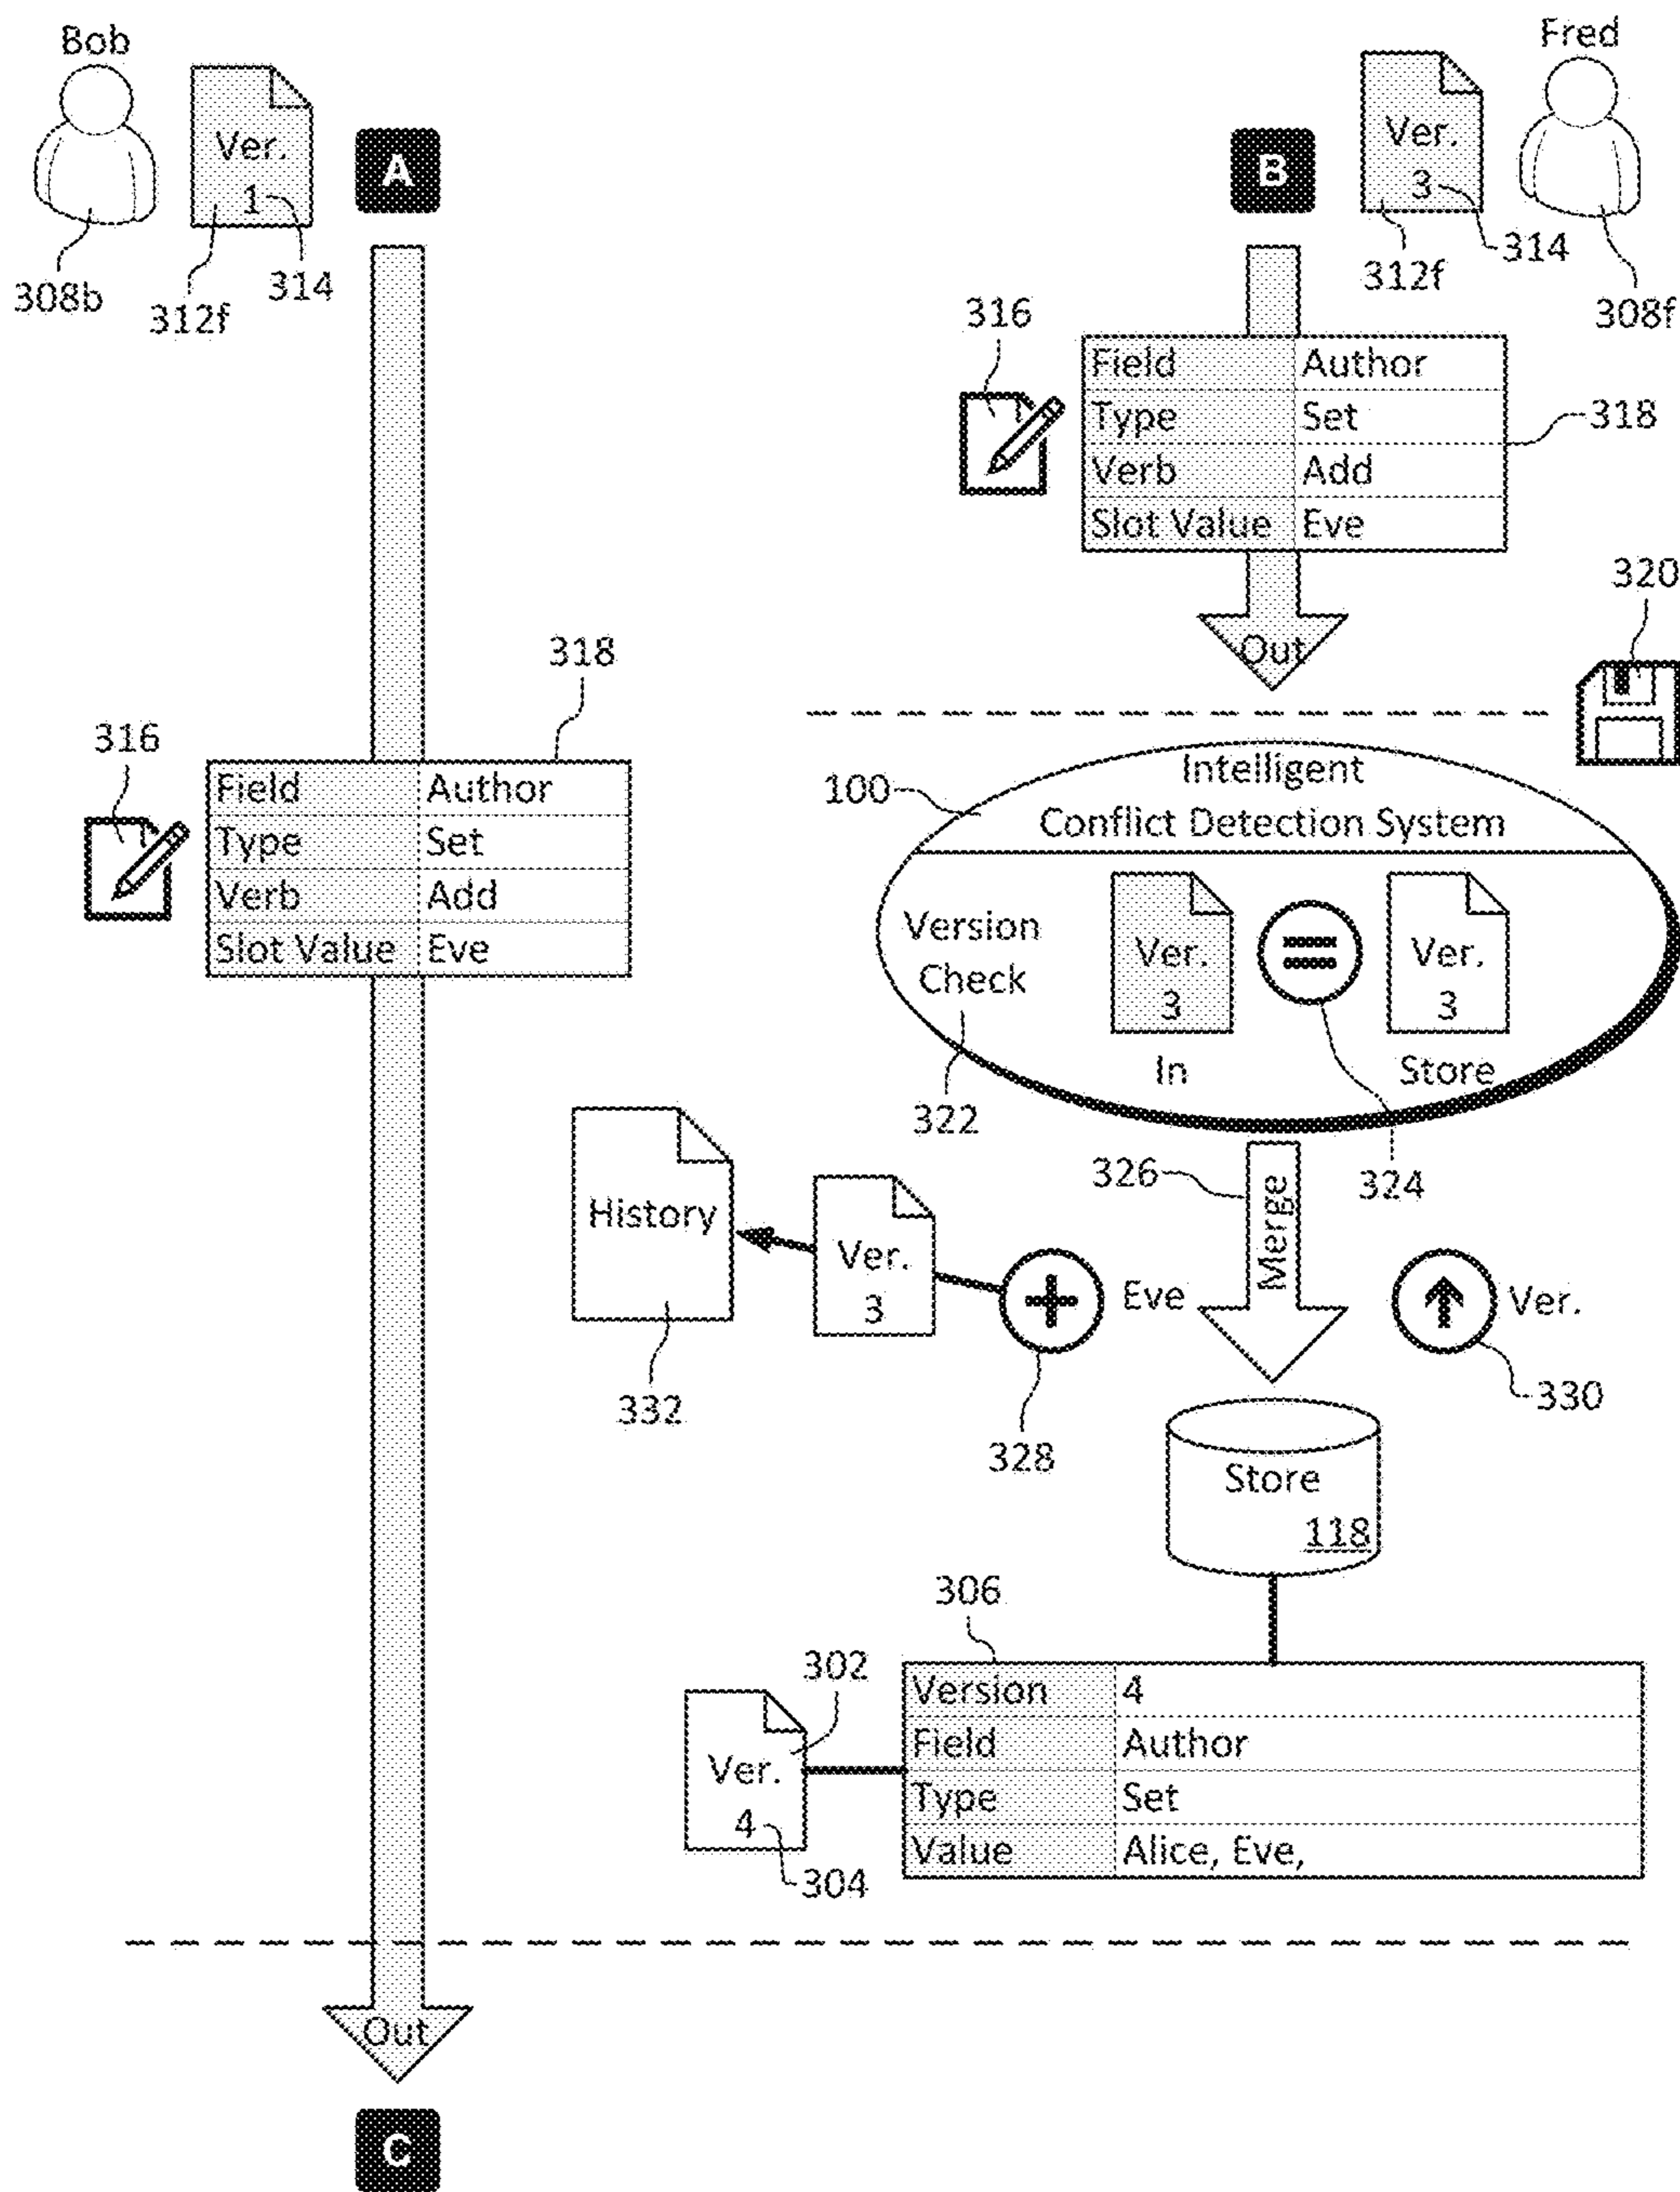 Bob
Fred
Ver.
1
A
B
Ver.
3
308b
312f
314
312f
314
308f
316
Field Author
Type Set
Verb Add
Slot Value Eve
318
Out
320
318
316
Field Author
Type Set
Verb Add
Slot Value Eve
100
Intelligent
Conflict Detection System
Version
Check
Ver.
3
Ver.
3
In
Store
322
324
326
Merge
History
Ver.
3
Eve
Ver.
332
328
330
Store
118
306
302
Ver.
4
304
Version 4
Field Author
Type Set
Value Alice, Eve,
Out
C